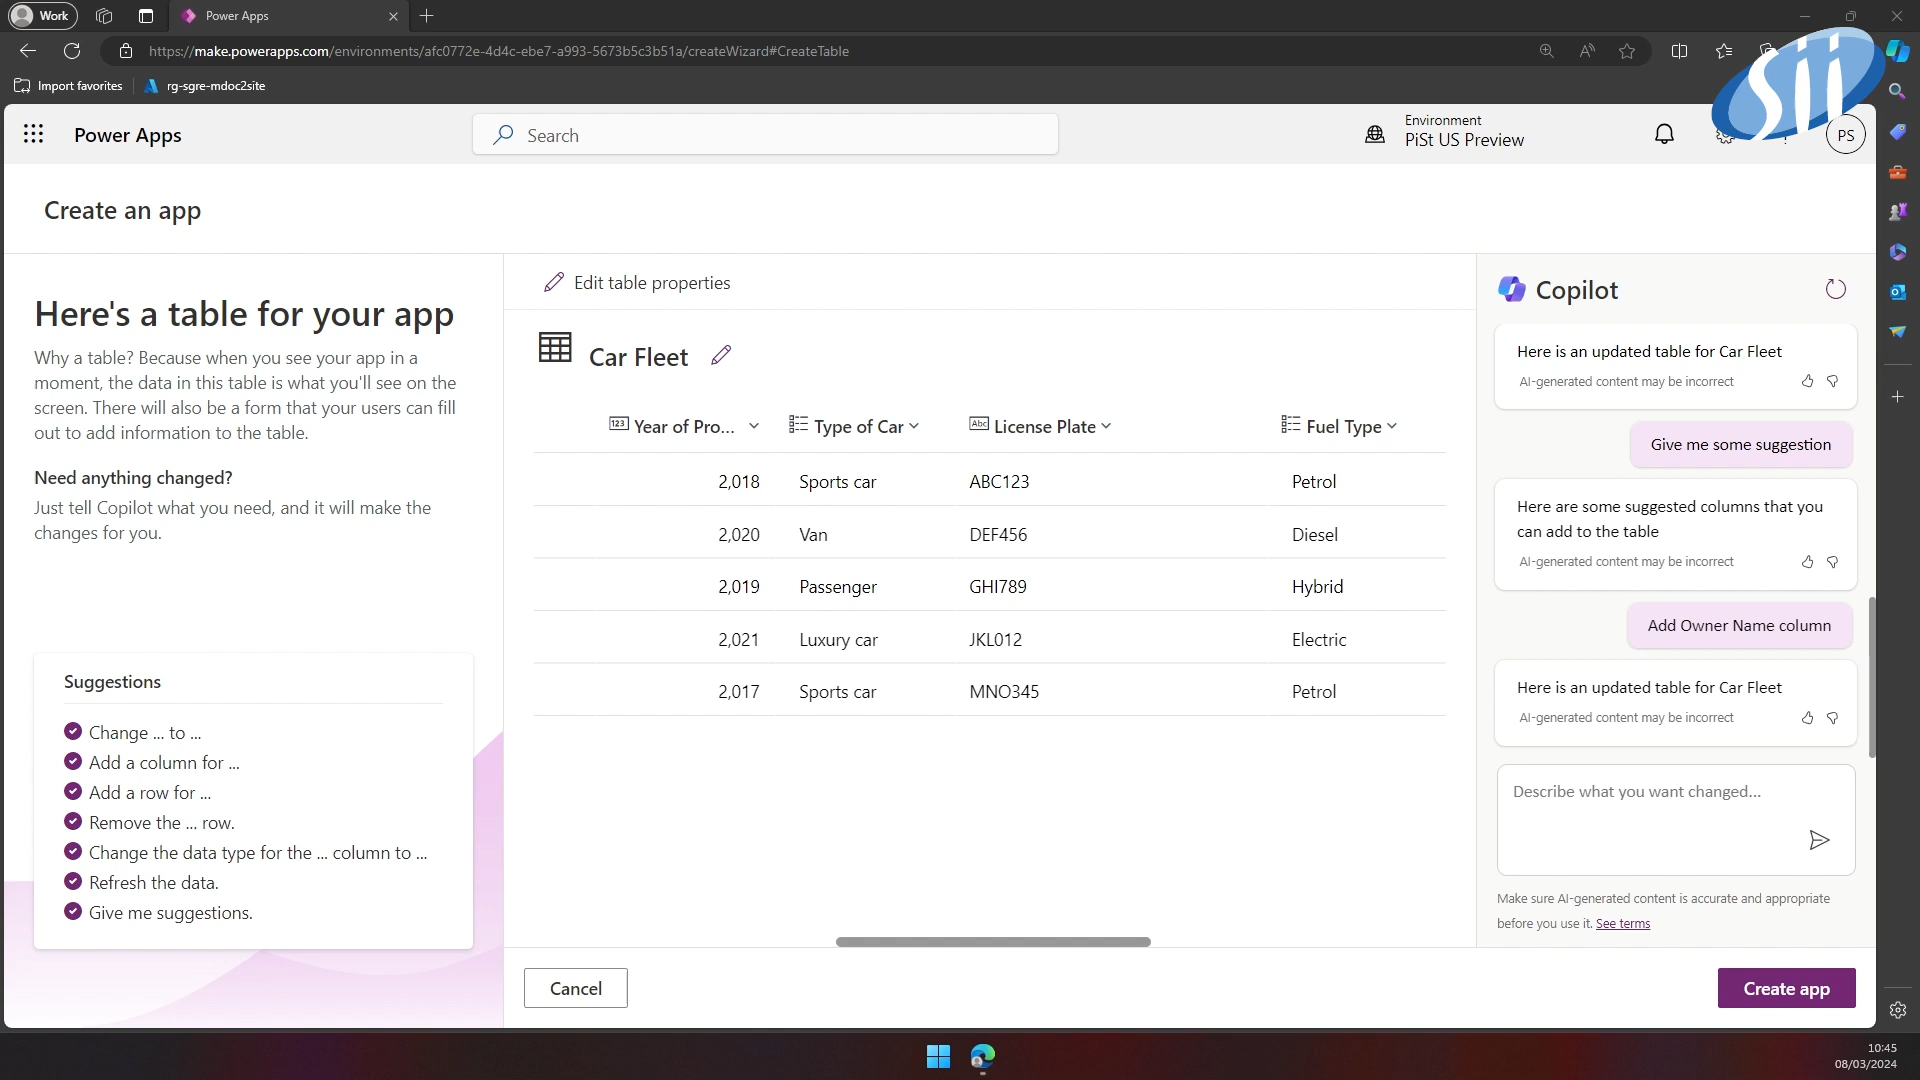 Work
Power Apps
https://make.powerapps.com/environments/afc0772e-4d4c-ebe7-a993-5673b5c3b51a/createWizard#CreateTable
Import favorites
rg-sgre-mdoc2site
sii
Power Apps
Search
Environment
PiSt US Preview
PS
Create an app
Here's a table for your app
Why a table? Because when you see your app in a
moment, the data in this table is what you'll see on the
screen. There will also be a form that your users can fill
out to add information to the table.
Need anything changed?
Just tell Copilot what you need, and it will make the
changes for you.
Suggestions
Change ... to ...
Add a column for ...
Add a row for ...
Remove the ... row.
Change the data type for the ... column to ...
Refresh the data.
Give me suggestions.
Edit table properties
Car Fleet
123 Year of Pro... Type of Car Abc License Plate Fuel Type
2,018 Sports car ABC123 Petrol
2,020 Van DEF456 Diesel
2,019 Passenger GHI789 Hybrid
2,021 Luxury car JKL012 Electric
2,017 Sports car MNO345 Petrol
Cancel
Copilot
Here is an updated table for Car Fleet
AI-generated content may be incorrect
Give me some suggestion
Here are some suggested columns that you
can add to the table
AI-generated content may be incorrect
Add Owner Name column
Here is an updated table for Car Fleet
AI-generated content may be incorrect
Describe what you want changed...
Make sure AI-generated content is accurate and appropriate
before you use it. See terms
Create app
10:45
08/03/2024